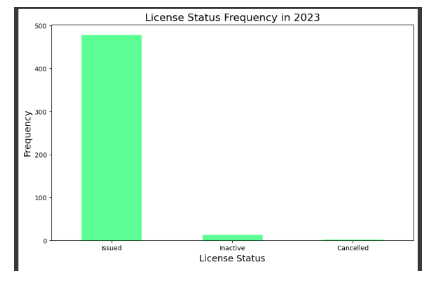 License Status Frequency in 2023
500
400
300
200
100
0
Frequency
Issued Inactive Cancelled
License Status